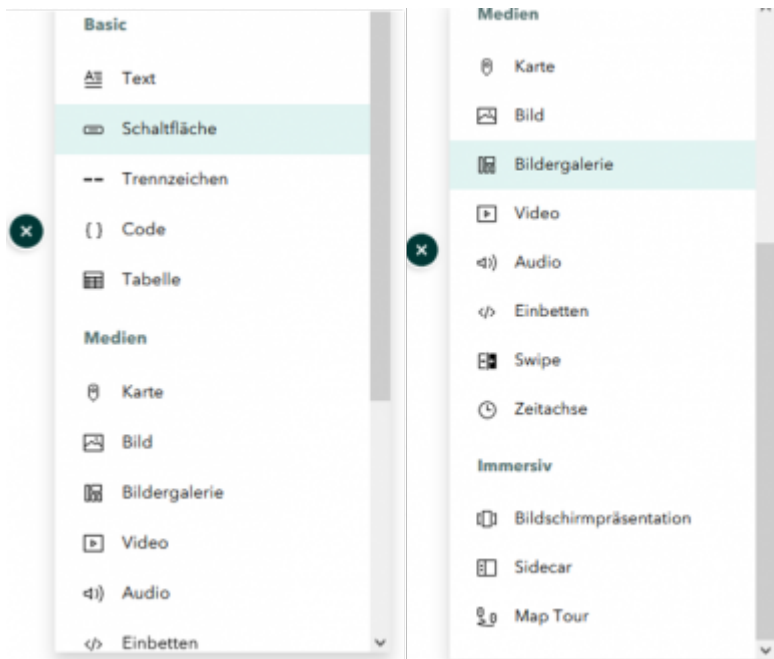 Basic
Text
Schaltfläche
Trennzeichen
Code
Tabelle
Medien
Karte
Bild
Bildergalerie
Video
Audio
Einbetten
Medien
Karte
Bild
Bildergalerie
Video
Audio
Einbetten
Swipe
Zeitachse
Immersiv
Bildschirmpräsentation
Sidecar
Map Tour